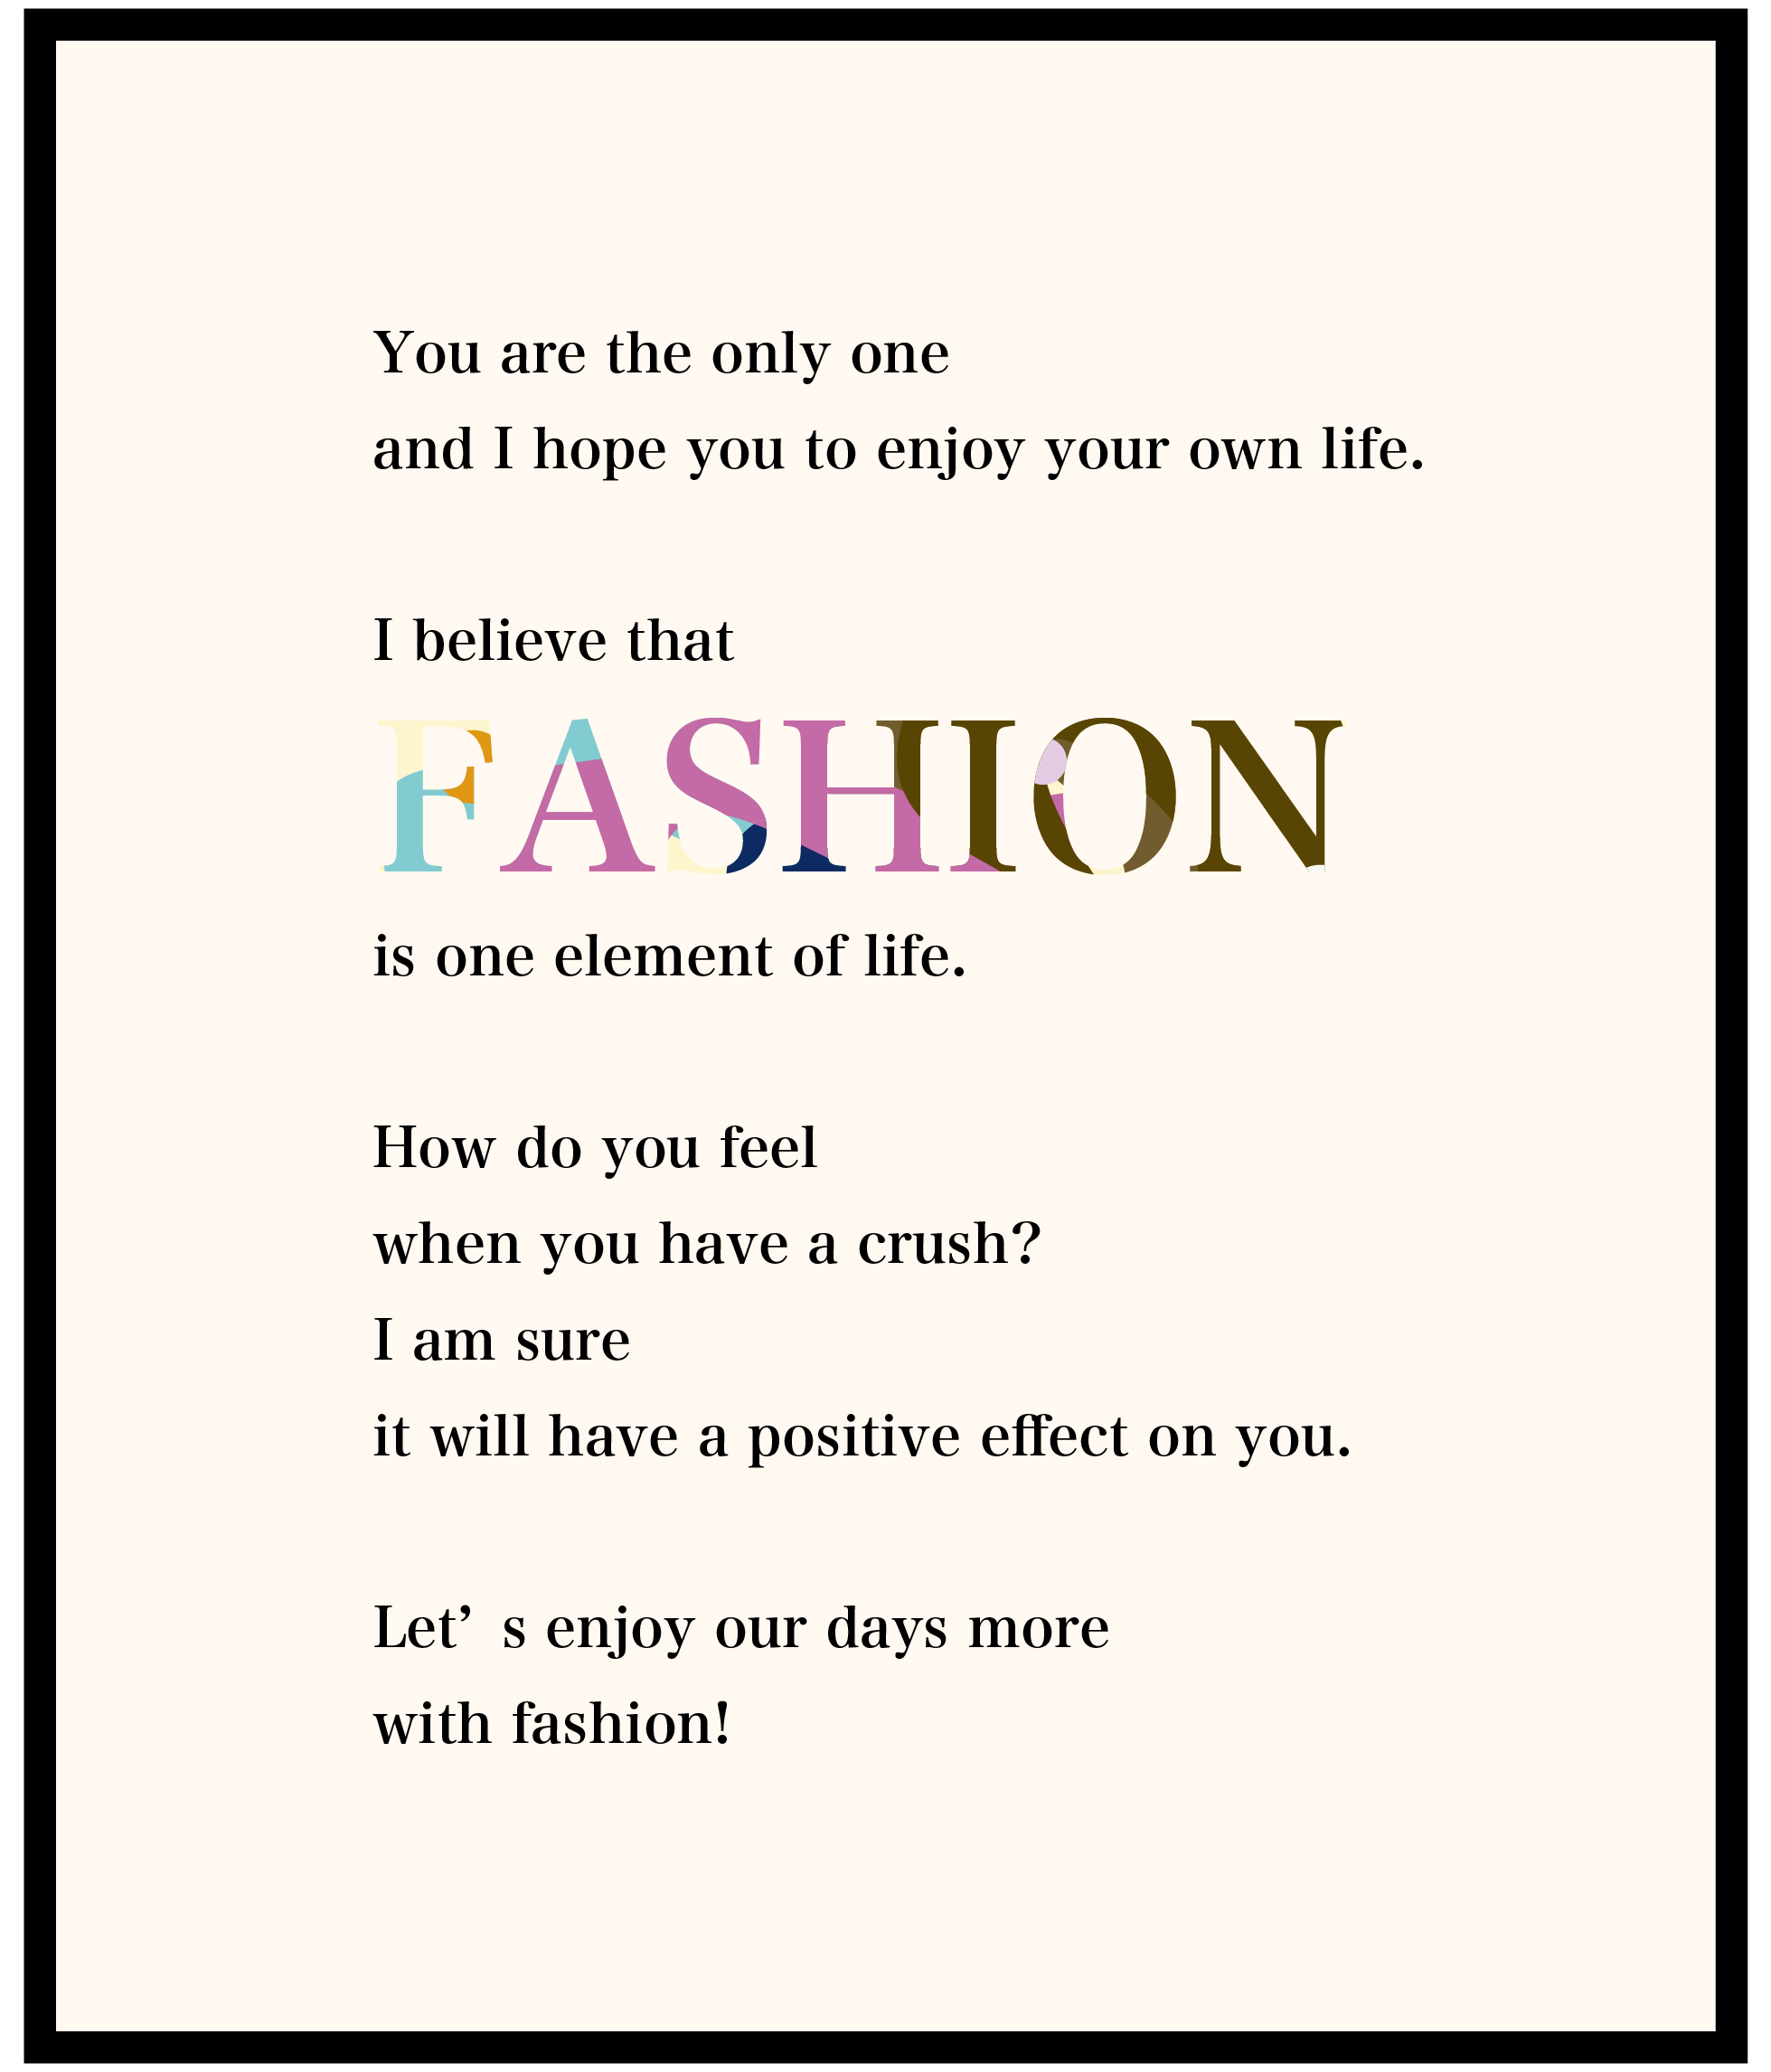 You are the only one
and I hope you to enjoy your own life.
I believe that
FASHION
is one element of life.
How do you feel
when you have a crush?
I am sure
it will have a positive effect on you.
Let’s enjoy our days more
with fashion!